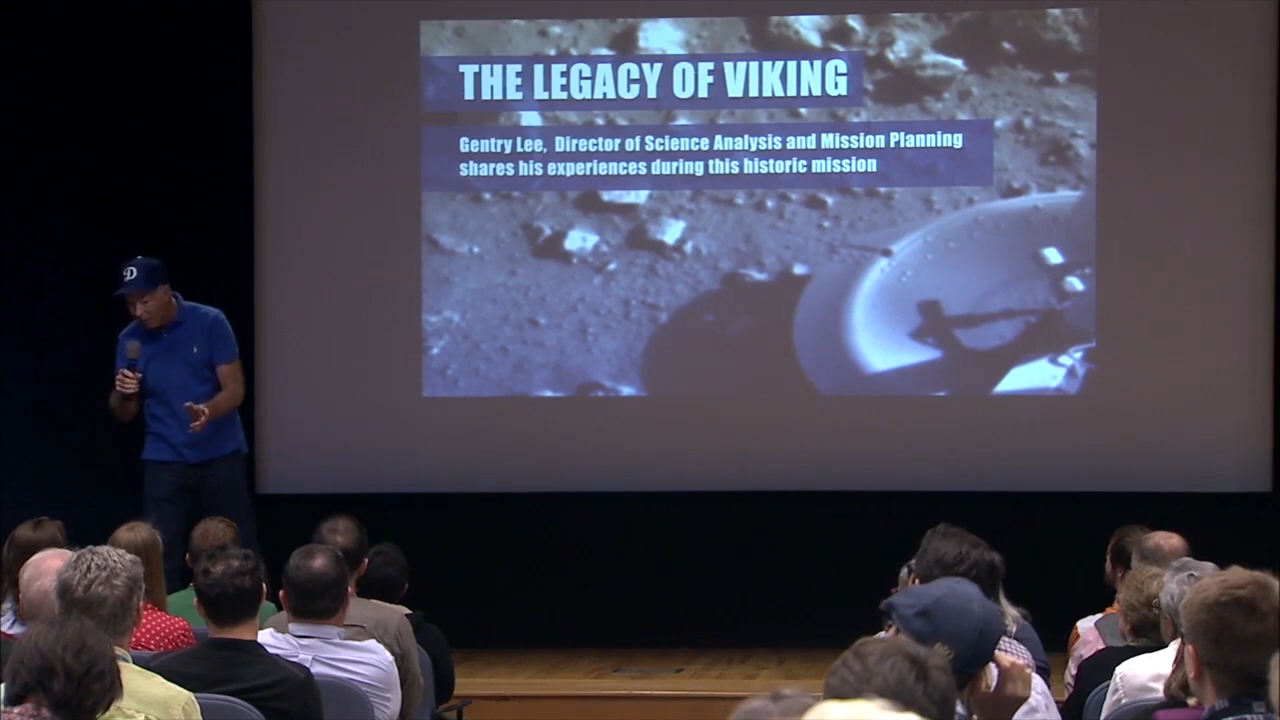 THE LEGACY OF VIKING
Gentry Lee, Director of Science Analysis and Mission Planning
shares his experiences during this historic mission
D